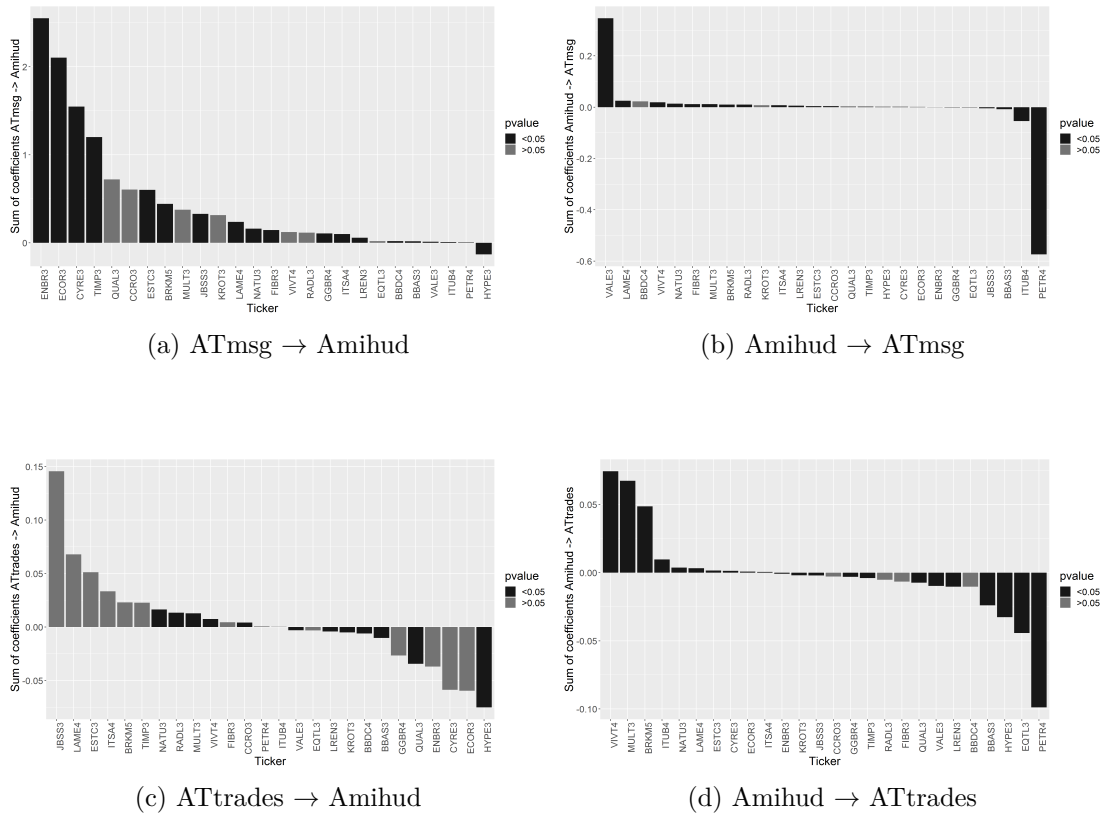 Sum of coefficients ATmsg -> Amihud
2
1
0
ENBR3 ECOR3 CYRE3 TIMP3 QUAL3 CCRO3 ESTC3 BRKM5 MULT3 JBSS3 KROT3 LAME4 NATU3 FIBR3 VIVT4 RADL3 GGBR4 ITSA4 LREN3 EQTL3 BBDC4 BBAS3 VALE3 ITUB4 PETR4 HYPE3
Ticker
pvalue
<0.05
>0.05
(a) ATmsg → Amihud
Sum of coefficients Amihud -> ATmsg
0.2
0.0
-0.2
-0.4
-0.6
VALE3 LAME4 BBDC4 VIVT4 NATU3 FIBR3 MULT3 BRKM5 RADL3 KROT3 ITSA4 LREN3 ESTC3 CCRO3 QUAL3 TIMP3 HYPE3 CYRE3 ECOR3 ENBR3 GGBR4 EQTL3 JBSS3 BBAS3 ITUB4 PETR4
Ticker
pvalue
<0.05
>0.05
(b) Amihud → ATmsg
Sum of coefficients ATtrades -> Amihud
0.15
0.10
0.05
0.00
-0.05
JBSS3 LAME4 ESTC3 ITSA4 BRKM5 TIMP3 NATU3 RADL3 MULT3 VIVT4 FIBR3 CCRO3 PETR4 ITUB4 VALE3 EQTL3 LREN3 KROT3 BBDC4 BBAS3 GGBR4 QUAL3 ENBR3 CYRE3 ECOR3 HYPE3
Ticker
pvalue
<0.05
>0.05
(c) ATtrades → Amihud
Sum of coefficients Amihud -> ATtrades
0.05
0.00
-0.05
-0.10
VIVT4 MULT3 BRKM5 ITUB4 NATU3 LAME4 ESTC3 CYRE3 ECOR3 ITSA4 ENBR3 KROT3 JBSS3 CCRO3 GGBR4 TIMP3 RADL3 FIBR3 QUAL3 VALE3 LREN3 BBDC4 BBAS3 HYPE3 EQTL3 PETR4
Ticker
pvalue
<0.05
>0.05
(d) Amihud → ATtrades